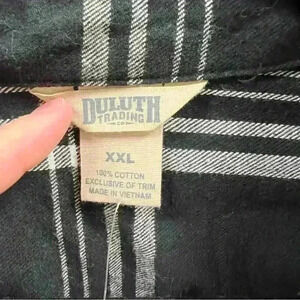 DULUTH
TRADING
CO
XXL
100% COTTON
EXCLUSIVE OF TRIM
MADE IN VIETNAM